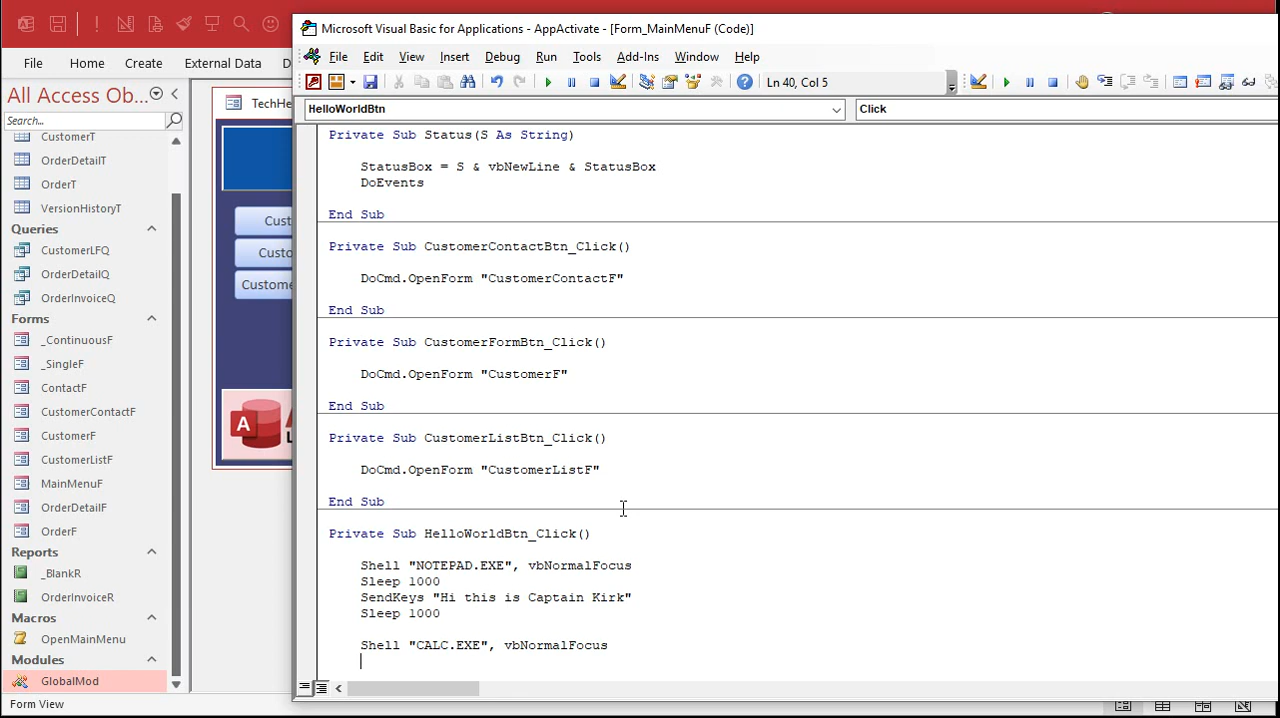 Microsoft Visual Basic for Applications - AppActivate - [Form_MainMenuF (Code)]
File Edit View Insert Debug Run Tools Add-Ins Window Help
Ln 40, Col 5
HelloWorldBtn Click
File Home Create External Data D
All Access Ob...
Search...
CustomerT
OrderDetailT
OrderT
VersionHistoryT
Queries
CustomerLFQ
OrderDetailQ
OrderInvoiceQ
Forms
_ContinuousF
_SingleF
ContactF
CustomerContactF
CustomerF
CustomerListF
MainMenuF
OrderDetailF
OrderF
Reports
_BlankR
OrderInvoiceR
Macros
OpenMainMenu
Modules
GlobalMod
Form View
TechHe
Cust
Custo
Custome
A
Private Sub Status(S As String)
StatusBox = S & vbNewLine & StatusBox
DoEvents
End Sub
Private Sub CustomerContactBtn_Click()
DoCmd.OpenForm "CustomerContactF"
End Sub
Private Sub CustomerFormBtn_Click()
DoCmd.OpenForm "CustomerF"
End Sub
Private Sub CustomerListBtn_Click()
DoCmd.OpenForm "CustomerListF"
End Sub
Private Sub HelloWorldBtn_Click()
Shell "NOTEPAD.EXE", vbNormalFocus
Sleep 1000
SendKeys "Hi this is Captain Kirk"
Sleep 1000
Shell "CALC.EXE", vbNormalFocus